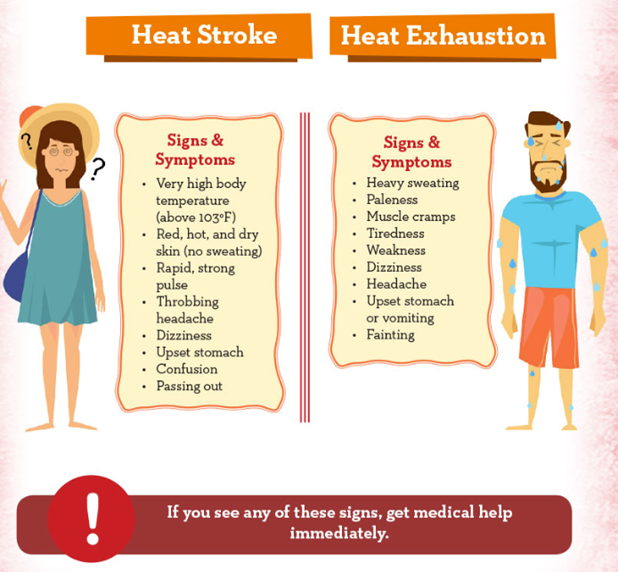 Heat Stroke
Heat Exhaustion
?
?
Signs &
Symptoms
• Very high body
temperature
(above 103°F)
• Red, hot, and dry
skin (no sweating)
• Rapid, strong
pulse
• Throbbing
headache
• Dizziness
• Upset stomach
• Confusion
• Passing out
Signs &
Symptoms
• Heavy sweating
• Paleness
• Muscle cramps
• Tiredness
• Weakness
• Dizziness
• Headache
• Upset stomach
or vomiting
• Fainting
!
If you see any of these signs, get medical help
immediately.